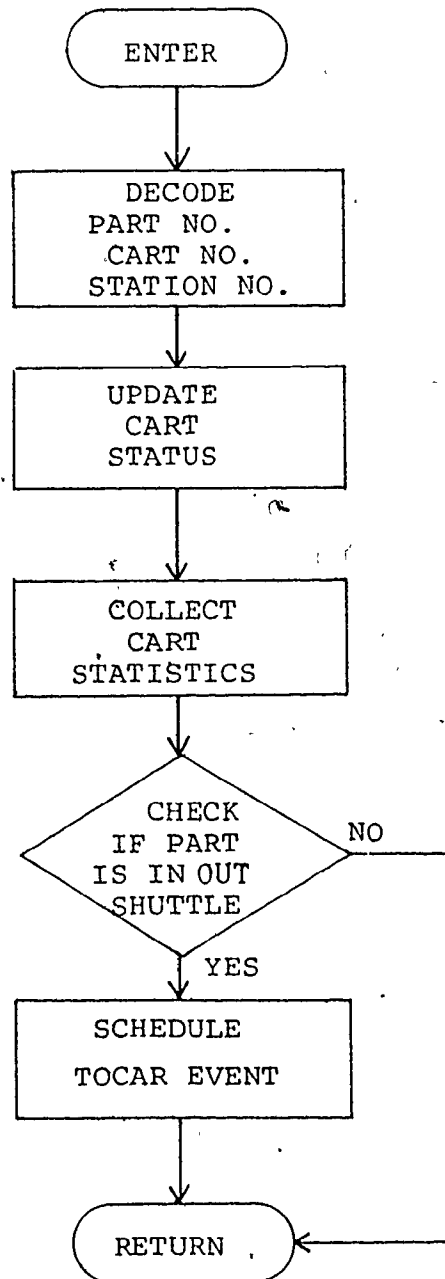 ENTER
DECODE
PART NO.
CART NO.
STATION NO.
UPDATE
CART
STATUS
COLLECT
CART
STATISTICS
CHECK
IF PART
IS IN OUT
SHUTTLE
NO
YES
SCHEDULE
TOCAR EVENT
RETURN